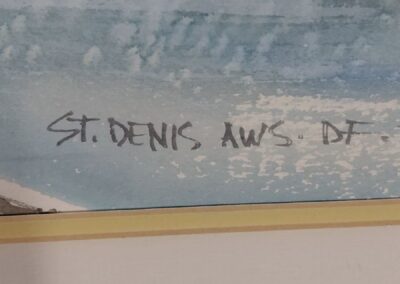 ST. DENIS AWS. DF.